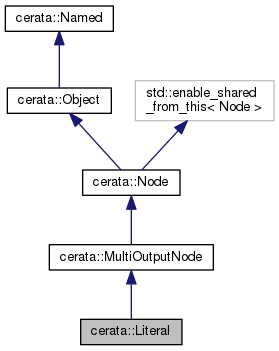 cerata::Named
cerata::Object
std::enable_shared
_from_this< Node >
cerata::Node
cerata::MultiOutputNode
cerata::Literal